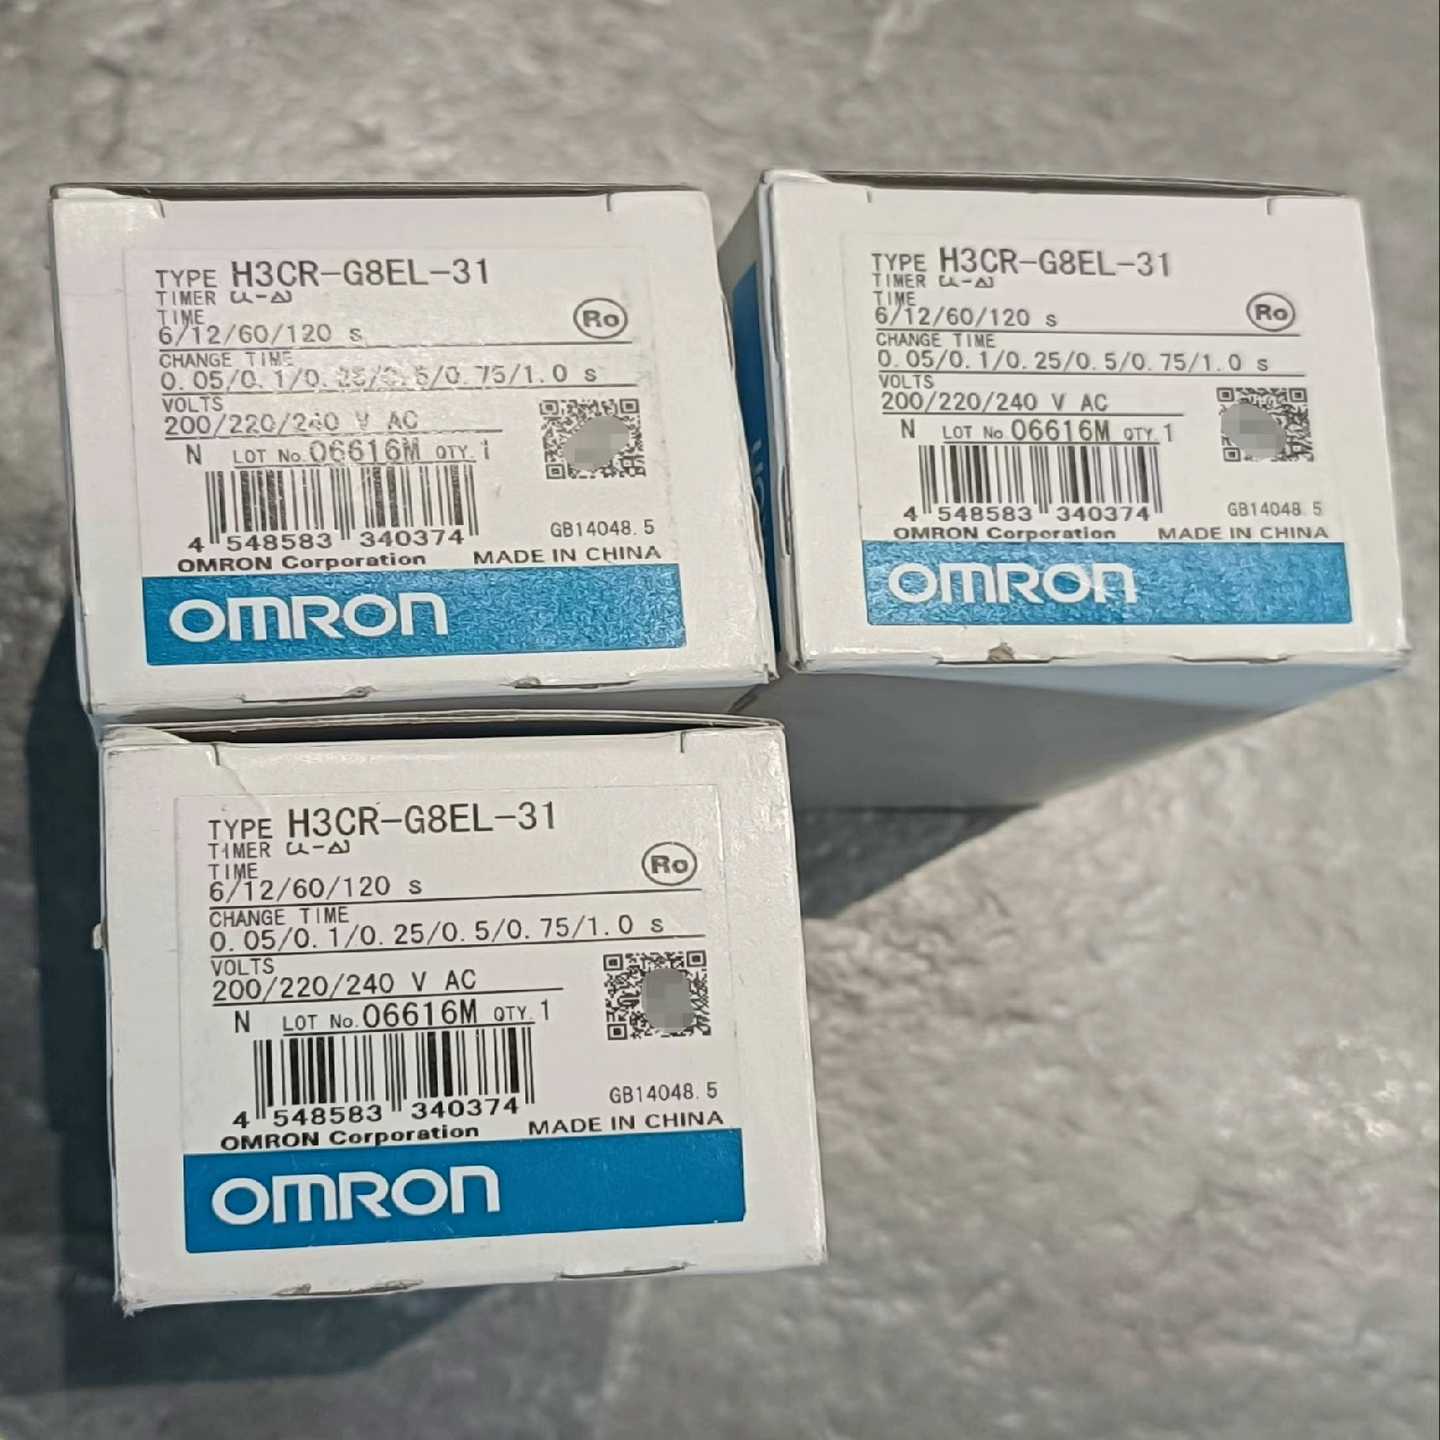 TYPE H3CR-G8EL-31
TIMER 人-△
TIME
6/12/60/120 s
Ro
CHANGE TIME
0.05/0.1/0.25/0.5/0.75/1.0 s
VOLTS
200/220/240 V AC
N LOT No. 06616M QTY. 1
4 548583 340374
GB14048.5
OMRON Corporation MADE IN CHINA
OMRON
TYPE H3CR-G8EL-31
TIMER 人-△
TIME
6/12/60/120 s
Ro
CHANGE TIME
0.05/0.1/0.25/0.5/0.75/1.0 s
VOLTS
200/220/240 V AC
N LOT No. 06616M QTY. 1
4 548583 340374
GB14048.5
OMRON Corporation MADE IN CHINA
OMRON
TYPE H3CR-G8EL-31
TIMER 人-△
TIME
6/12/60/120 s
Ro
CHANGE TIME
0.05/0.1/0.25/0.5/0.75/1.0 s
VOLTS
200/220/240 V AC
N LOT No. 06616M QTY. 1
4 548583 340374
GB14048.5
OMRON Corporation MADE IN CHINA
OMRON